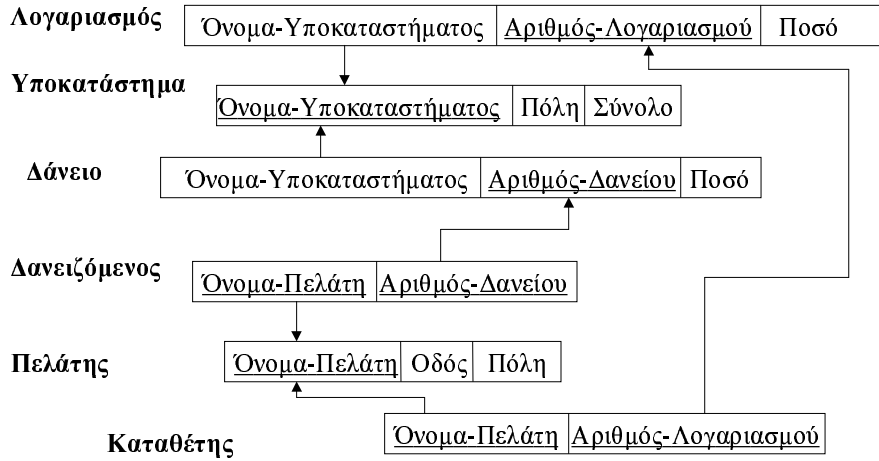 Λογαριασμός Όνομα-Υποκαταστήματος Αριθμός-Λογαριασμού Ποσό
Υποκατάστημα Όνομα-Υποκαταστήματος Πόλη Σύνολο
Δάνειο Όνομα-Υποκαταστήματος Αριθμός-Δανείου Ποσό
Δανειζόμενος Όνομα-Πελάτη Αριθμός-Δανείου
Πελάτης Όνομα-Πελάτη Οδός Πόλη
Καταθέτης Όνομα-Πελάτη Αριθμός-Λογαριασμού